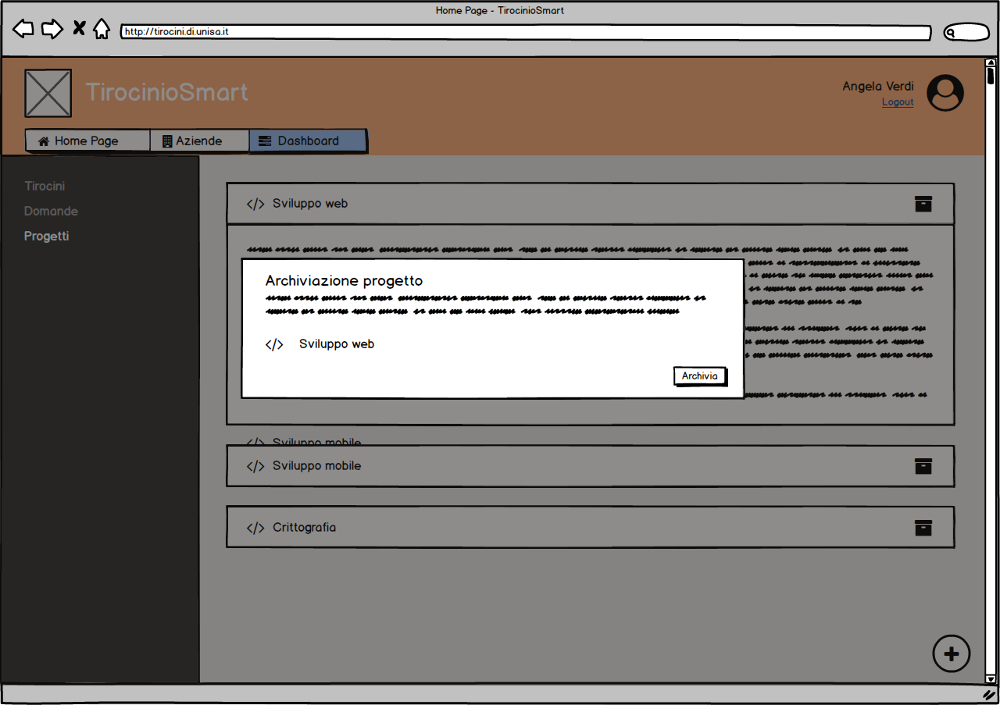 Home Page - TirocinioSmart
http://tirocini.di.unisa.it
TirocinioSmart
Angela Verdi
Logout
Home Page
Aziende
Dashboard
Tirocini
Domande
Progetti
Sviluppo web
Archiviazione progetto
Sviluppo web
Archivia
Sviluppo mobile
Sviluppo mobile
Crittografia